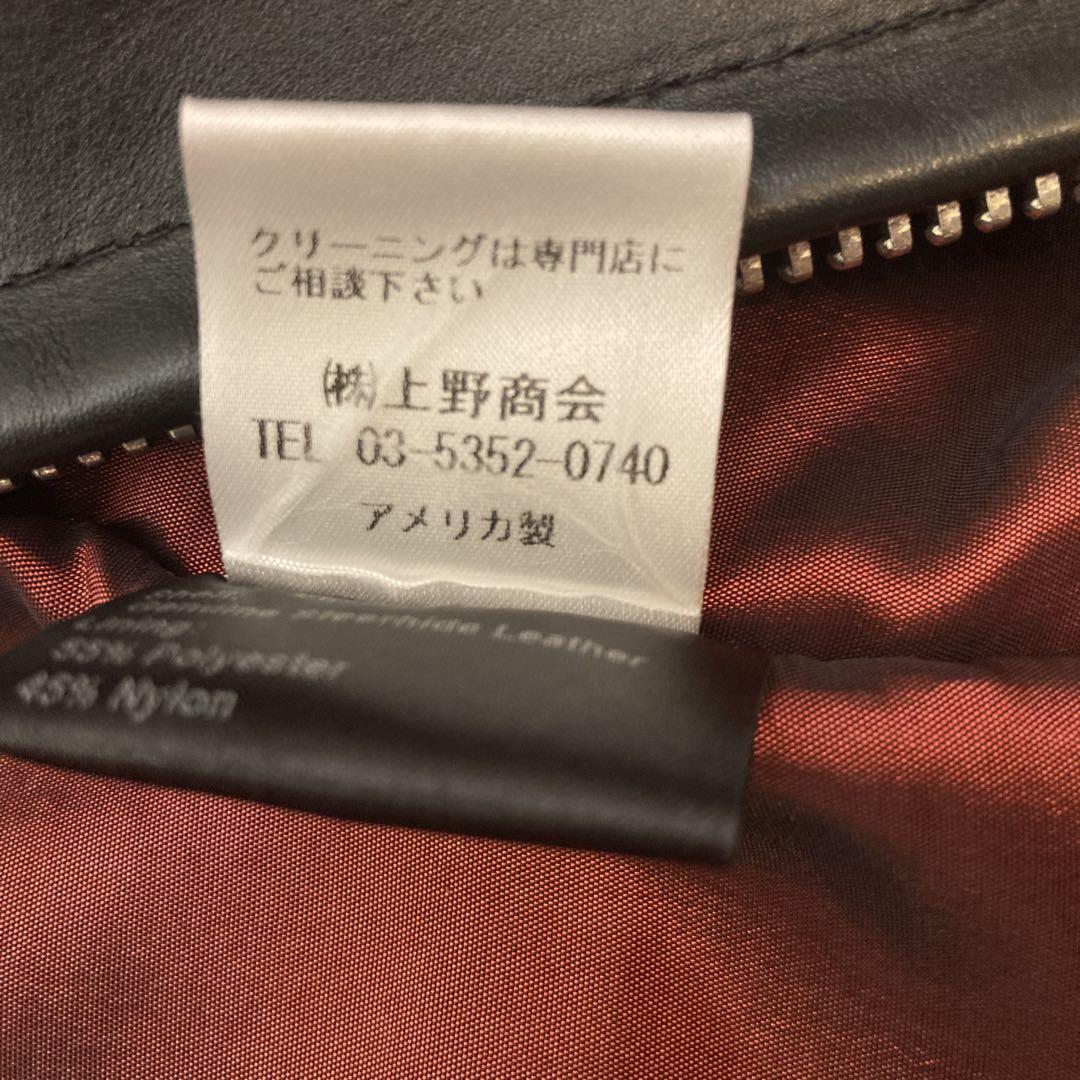 クリーニングは専門店に
ご相談下さい
㈱上野商会
TEL 03-5352-0740
アメリカ製
Genuine Steerhide Leather
Lining:
55% Polyester
45% Nylon